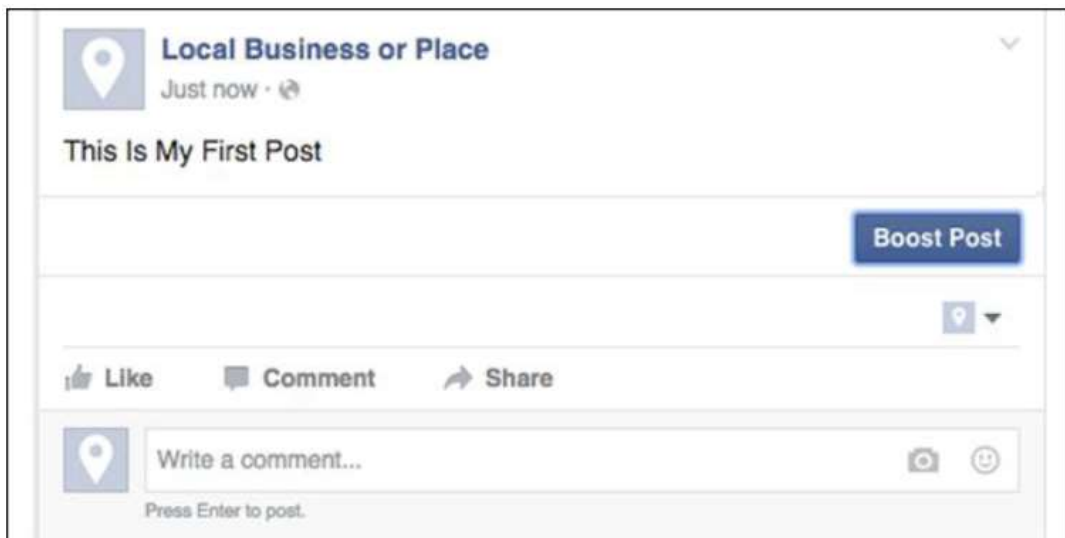 Local Business or Place
Just now ·
This Is My First Post
Boost Post
Like Comment Share
Write a comment...
Press Enter to post.